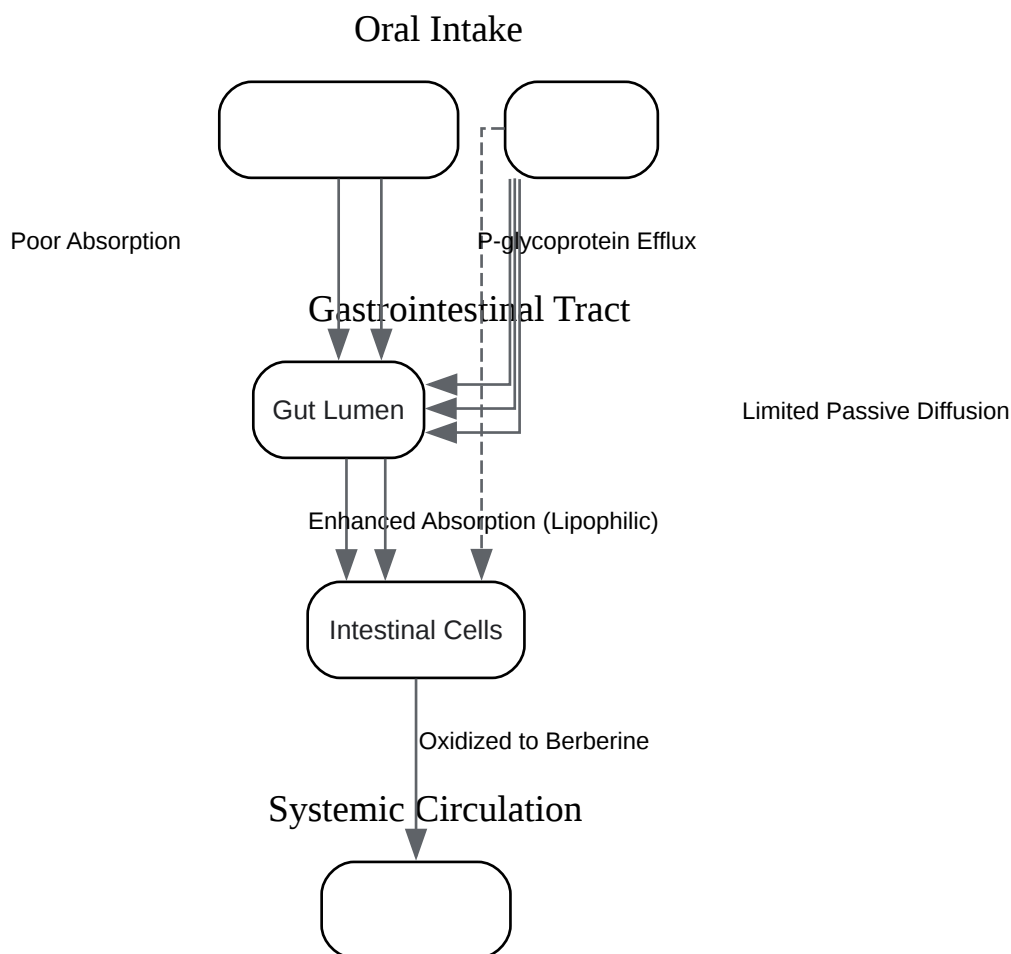 Oral Intake
Poor Absorption
P-glycoprotein Efflux
Gastrointestinal Tract
Gut Lumen
Limited Passive Diffusion
Enhanced Absorption (Lipophilic)
Intestinal Cells
Oxidized to Berberine
Systemic Circulation